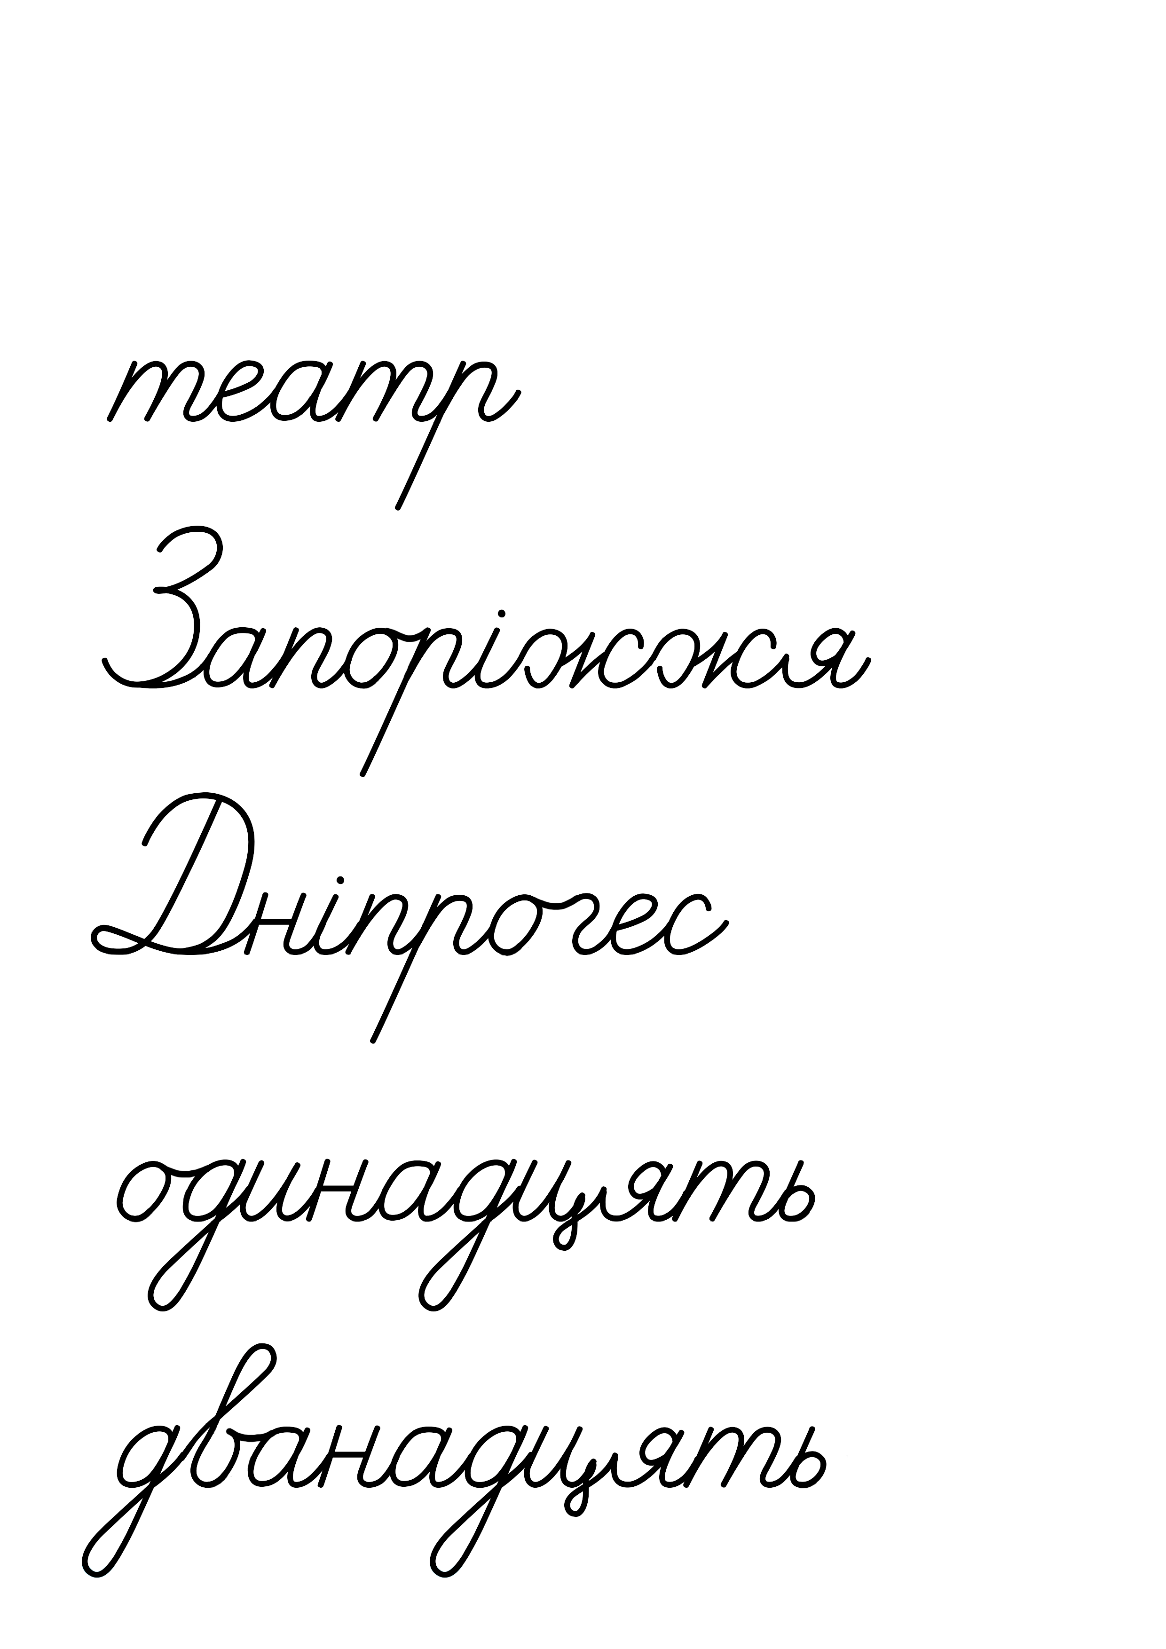 театр
Запоріжжя
Дніпрогес
одинадцять
дванадцять